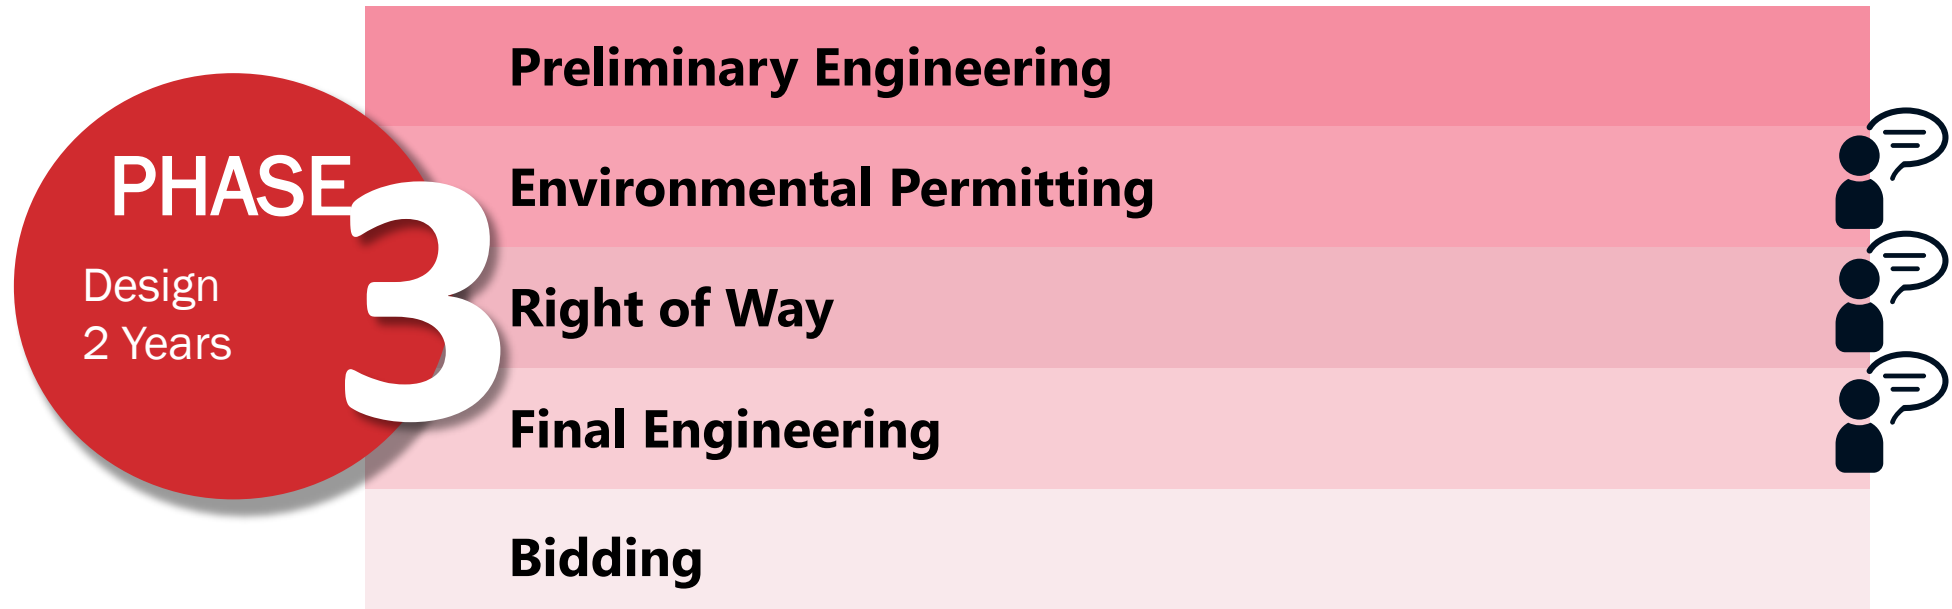 PHASE
3
Design
2 Years
Preliminary Engineering
Environmental Permitting
Right of Way
Final Engineering
Bidding